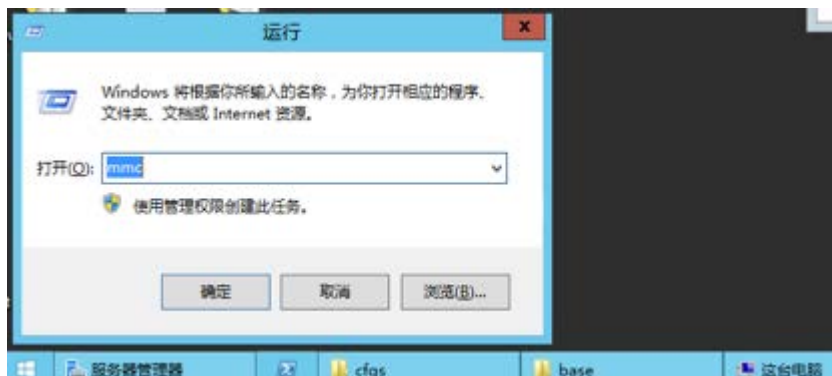 运行
x
Windows 将根据你所输入的名称，为你打开相应的程序、
文件夹、文档或 Internet 资源。
打开(O): mmc
使用管理权限创建此任务。
确定 取消 浏览(B)...
服务器管理器 cfgs base 这台电脑